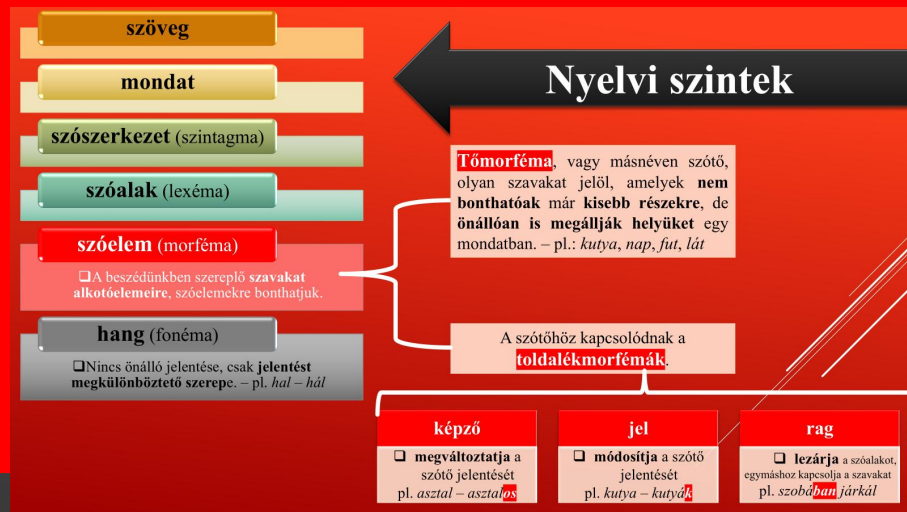 szöveg
mondat
szószerkezet (szintagma)
szóalak (lexéma)
szóelem (morféma)
❑A beszédünkben szereplő szavakat
alkotóelemeire, szóelemekre bonthatjuk.
hang (fonéma)
❑Nincs önálló jelentése, csak jelentést
megkülönböztető szerepe. – pl. hal – hál
Nyelvi szintek
Tőmorféma, vagy másnéven szótő,
olyan szavakat jelöl, amelyek nem
bonthatóak már kisebb részekre, de
önállóan is megállják helyüket egy
mondatban. – pl.: kutya, nap, fut, lát
A szótőhöz kapcsolódnak a
toldalékmorfémák.
képző
❑ megváltoztatja a
szótő jelentését
pl. asztal – asztalos
jel
❑ módosítja a szótő
jelentését
pl. kutya – kutyák
rag
❑ lezárja a szóalakot,
egymáshoz kapcsolja a szavakat
pl. szobában járkál